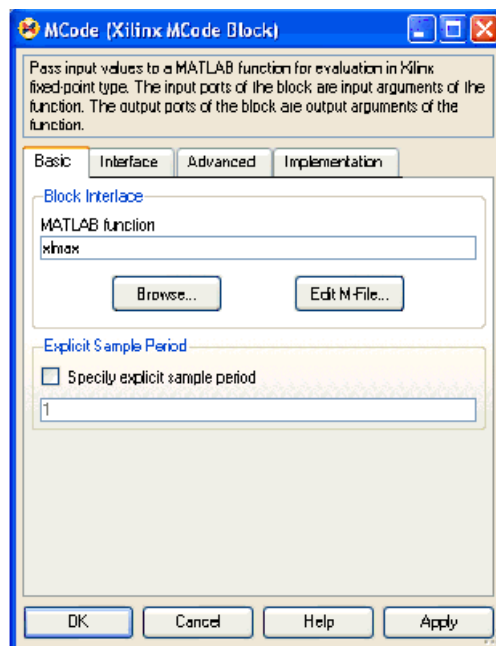 MCode (Xilinx MCode Block)
Pass input values to a MATLAB function for evaluation in Xilinx
fixed-point type. The input ports of the block are input arguments of the
function. The output ports of the block are output arguments of the
function.
Basic Interface Advanced Implementation
Block Interface
MATLAB function
xlmax
Browse... Edit M-File...
Explicit Sample Period
Specify explicit sample period
1
OK Cancel Help Apply